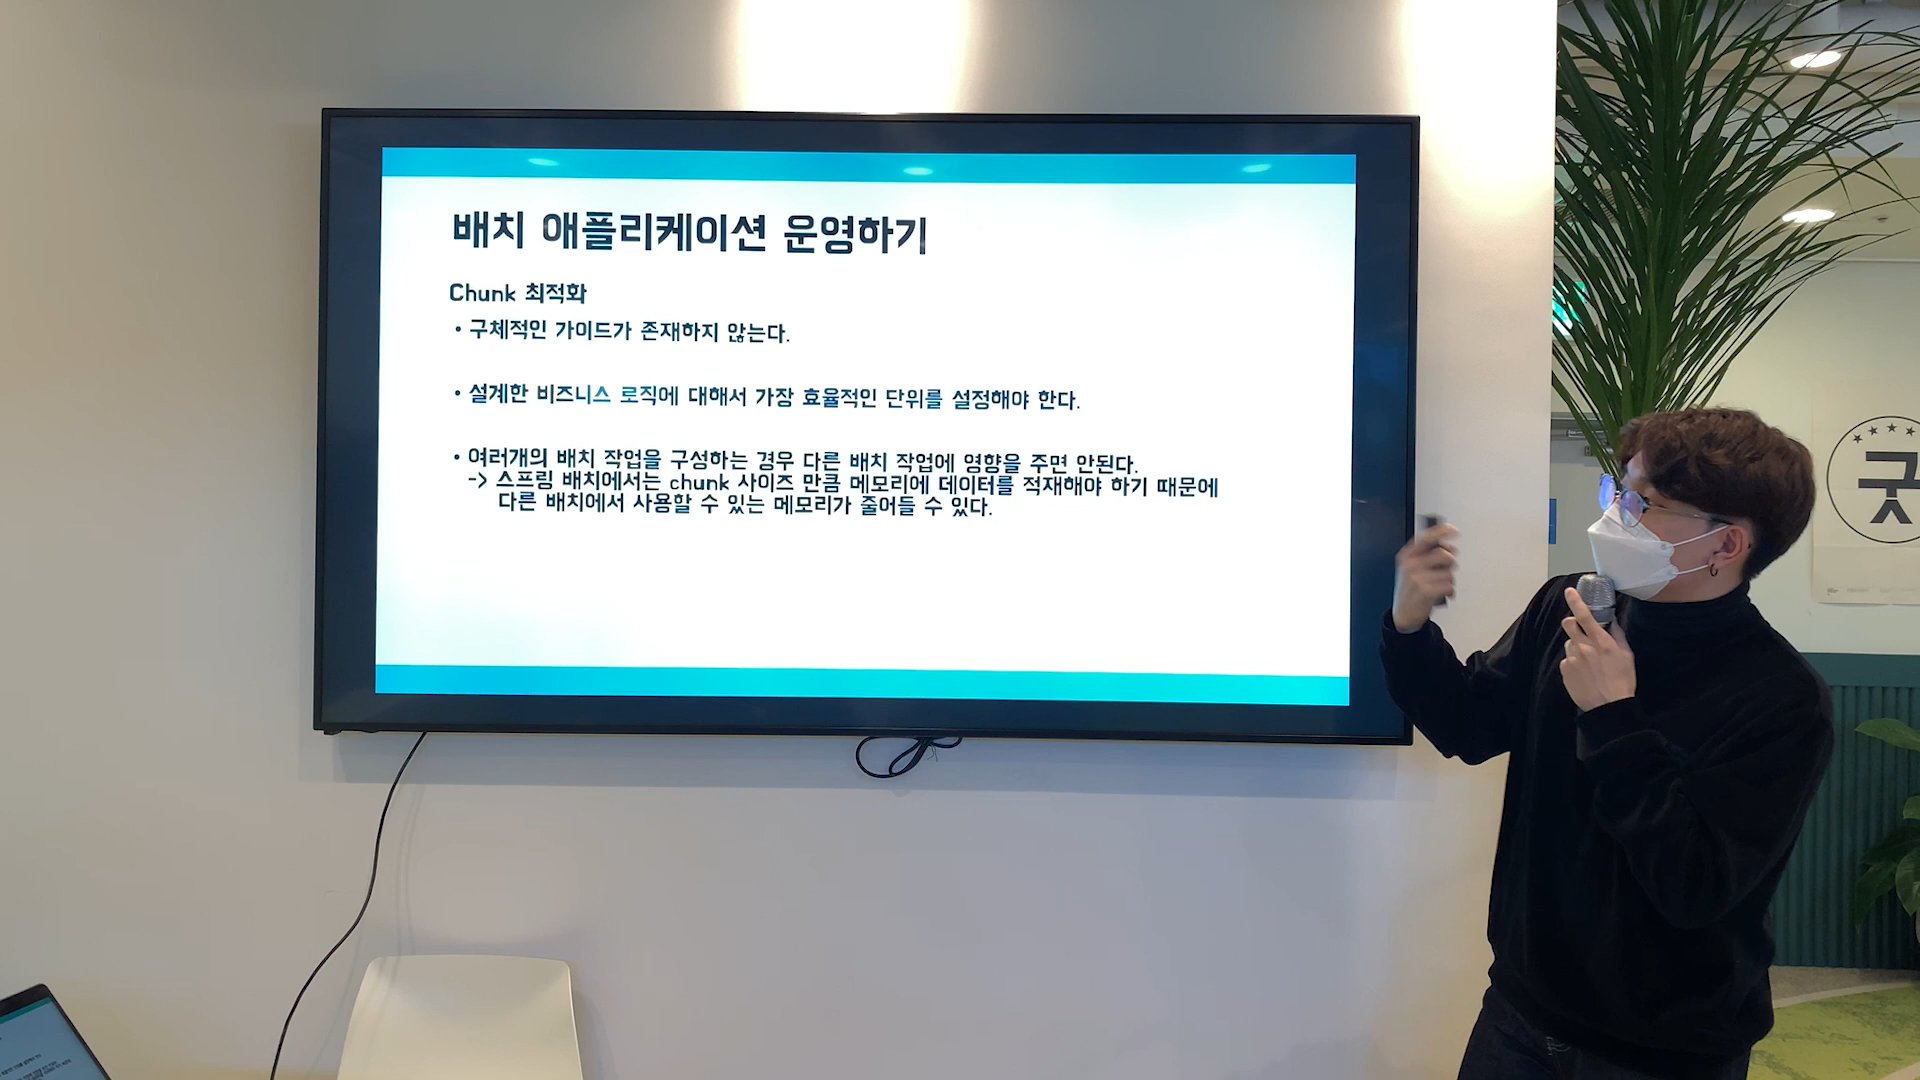 배치 애플리케이션 운영하기
Chunk 최적화
• 구체적인 가이드가 존재하지 않는다.
• 설계한 비즈니스 로직에 대해서 가장 효율적인 단위를 설정해야 한다.
• 여러개의 배치 작업을 구성하는 경우 다른 배치 작업에 영향을 주면 안된다.
-> 스프링 배치에서는 chunk 사이즈 만큼 메모리에 데이터를 적재해야 하기 때문에
다른 배치에서 사용할 수 있는 메모리가 줄어들 수 있다.
굿